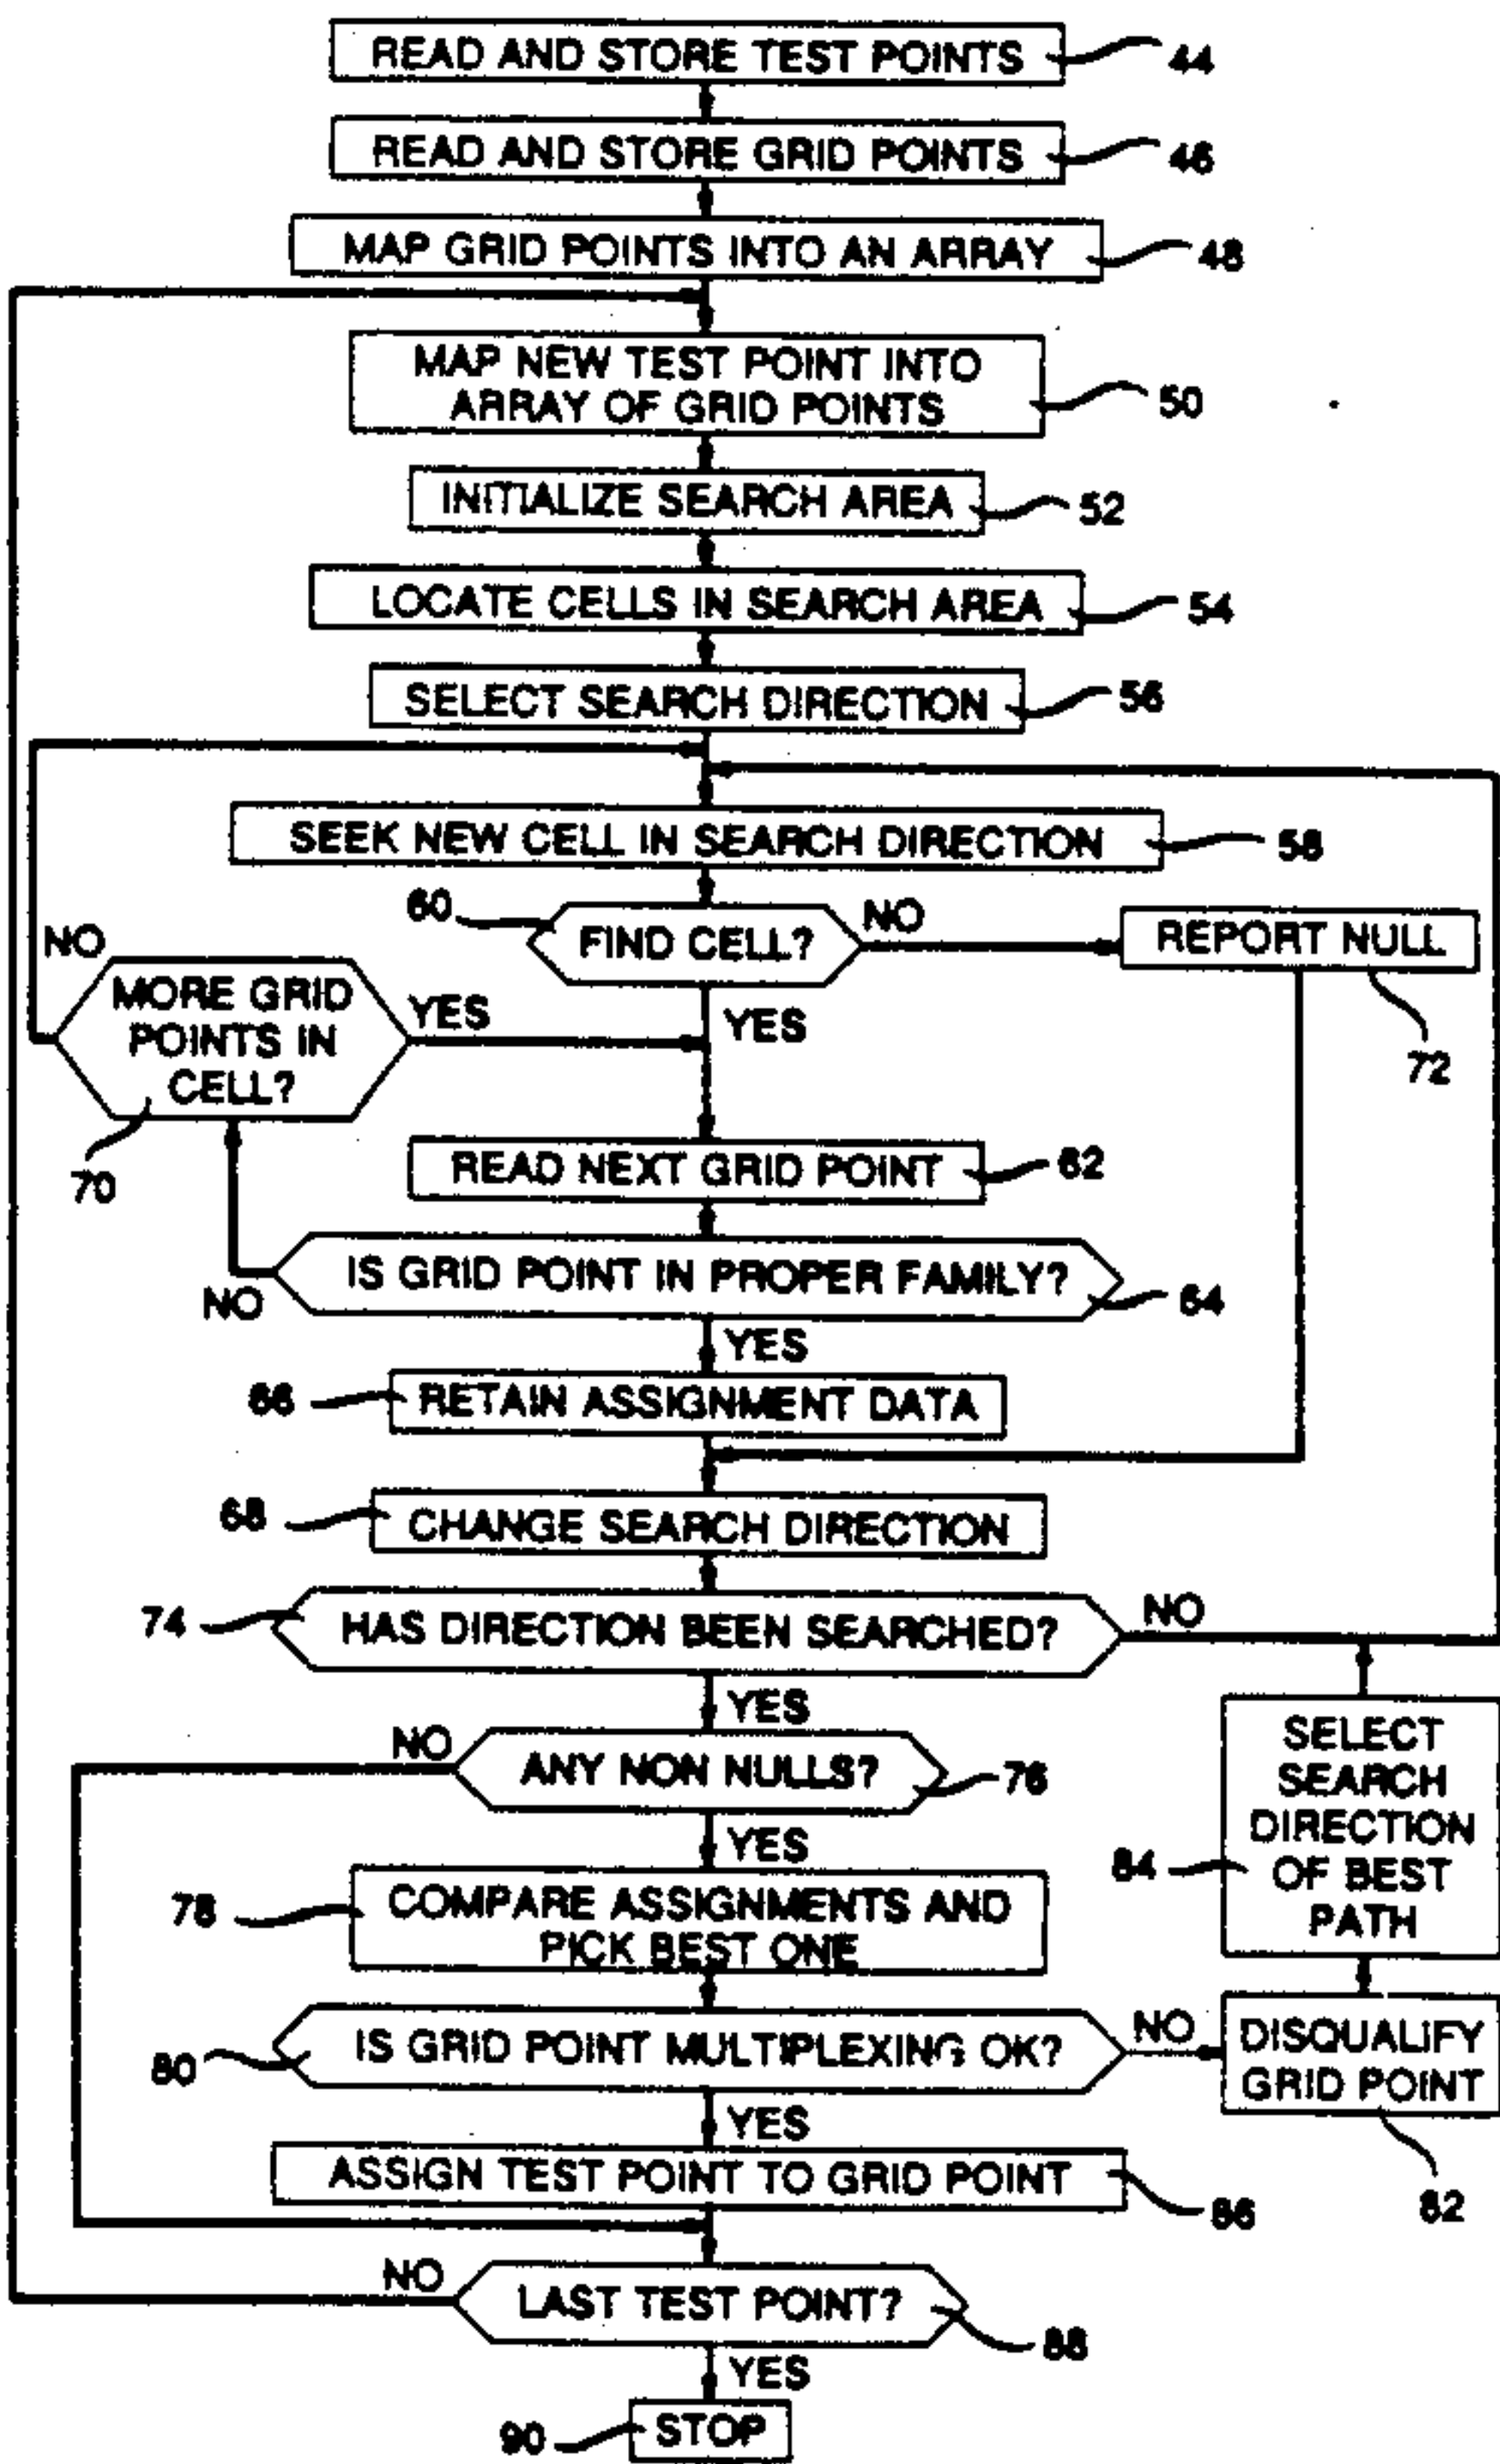 READ AND STORE TEST POINTS
44
READ AND STORE GRID POINTS
46
MAP GRID POINTS INTO AN ARRAY
48
MAP NEW TEST POINT INTO
ARRAY OF GRID POINTS
50
INITIALIZE SEARCH AREA
52
LOCATE CELLS IN SEARCH AREA
54
SELECT SEARCH DIRECTION
56
SEEK NEW CELL IN SEARCH DIRECTION
58
60
FIND CELL?
NO
REPORT NULL
72
YES
NO
MORE GRID
POINTS IN
CELL?
YES
70
READ NEXT GRID POINT
62
IS GRID POINT IN PROPER FAMILY?
64
NO
YES
66
RETAIN ASSIGNMENT DATA
68
CHANGE SEARCH DIRECTION
74
HAS DIRECTION BEEN SEARCHED?
NO
YES
NO
ANY NON NULLS?
76
YES
SELECT
SEARCH
DIRECTION
OF BEST
PATH
84
78
COMPARE ASSIGNMENTS AND
PICK BEST ONE
80
IS GRID POINT MULTIPLEXING OK?
NO
DISQUALIFY
GRID POINT
82
YES
ASSIGN TEST POINT TO GRID POINT
86
NO
LAST TEST POINT?
88
YES
90
STOP